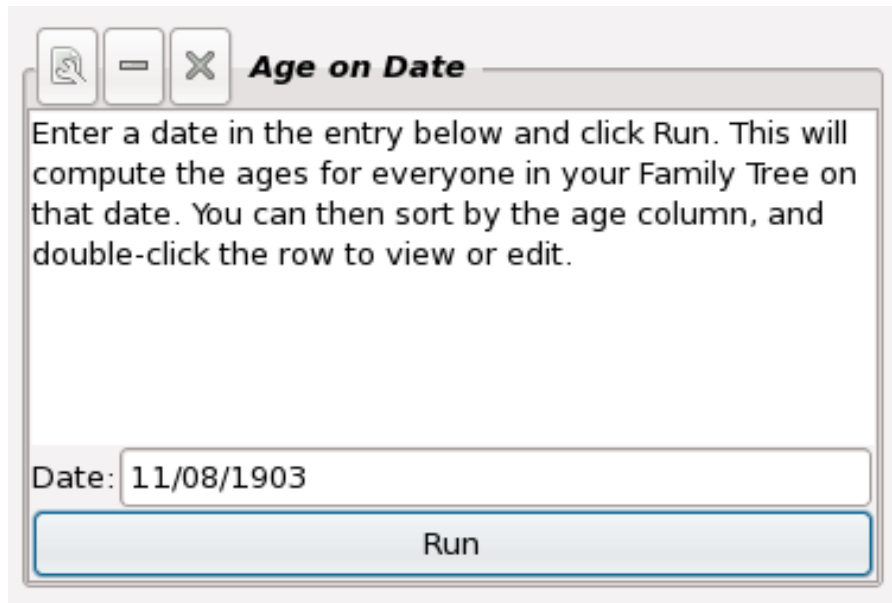 Age on Date
Enter a date in the entry below and click Run. This will
compute the ages for everyone in your Family Tree on
that date. You can then sort by the age column, and
double-click the row to view or edit.
Date: 11/08/1903
Run